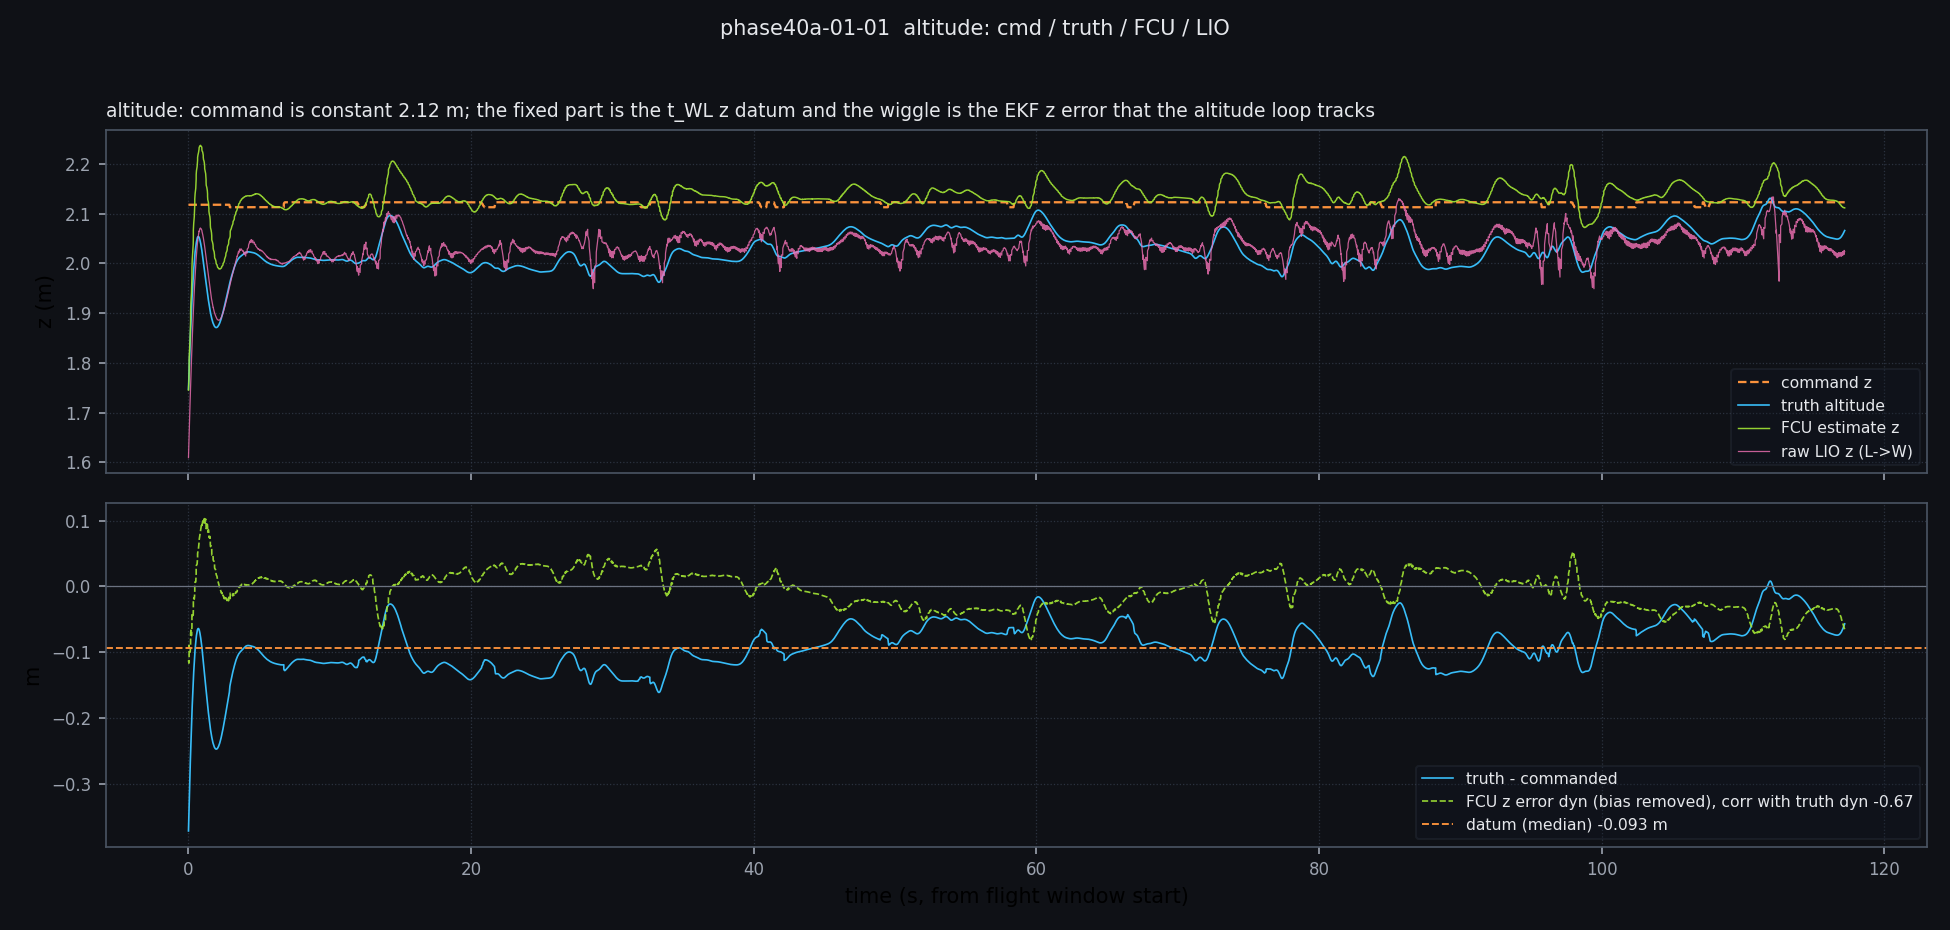 phase40a-01-01  altitude: cmd / truth / FCU / LIO
altitude: command is constant 2.12 m; the fixed part is the t_WL z datum and the wiggle is the EKF z error that the altitude loop tracks
z (m)
2.2
2.1
2.0
1.9
1.8
1.7
1.6
command z
truth altitude
FCU estimate z
raw LIO z (L->W)
m
0.1
0.0
−0.1
−0.2
−0.3
truth - commanded
FCU z error dyn (bias removed), corr with truth dyn -0.67
datum (median) -0.093 m
0 20 40 60 80 100 120
time (s, from flight window start)